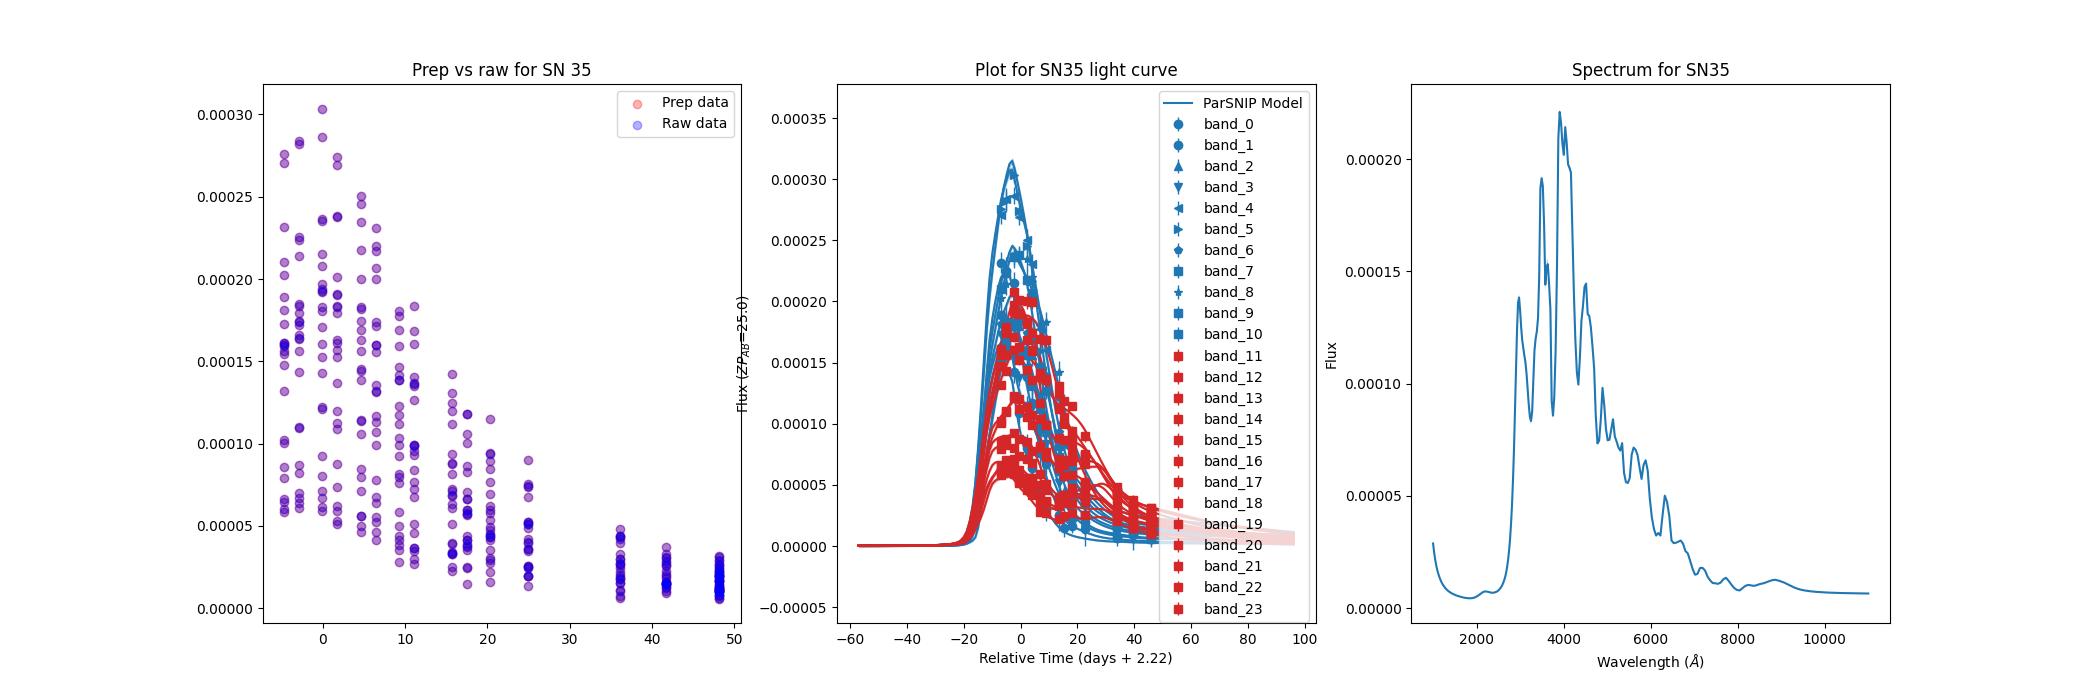 Prep vs raw for SN 35
Prep data
Raw data
0.00030
0.00025
0.00020
0.00015
0.00010
0.00005
0.00000
0 10 20 30 40 50
Plot for SN35 light curve
Flux (ZP_AB=25.0)
0.00035
0.00030
0.00025
0.00020
0.00015
0.00010
0.00005
0.00000
−0.00005
−60 −40 −20 0 20 40 60 80 100
Relative Time (days + 2.22)
ParSNIP Model
band_0
band_1
band_2
band_3
band_4
band_5
band_6
band_7
band_8
band_9
band_10
band_11
band_12
band_13
band_14
band_15
band_16
band_17
band_18
band_19
band_20
band_21
band_22
band_23
Spectrum for SN35
Flux
0.00020
0.00015
0.00010
0.00005
0.00000
2000 4000 6000 8000 10000
Wavelength (Å)